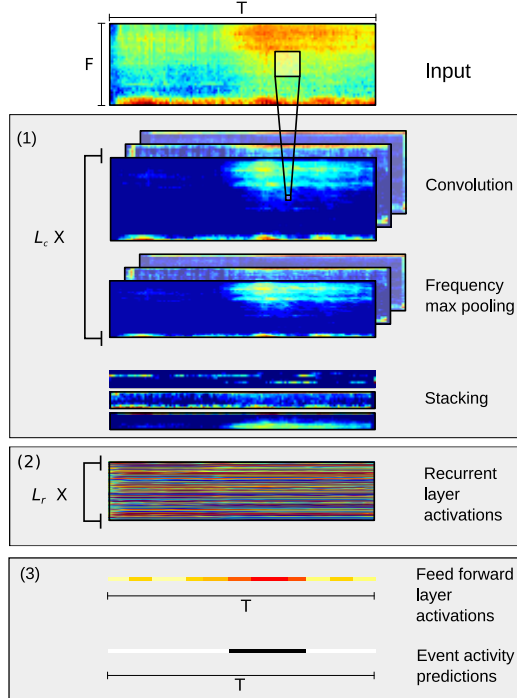 T
F
Input
(1)
Convolution
L_c X
Frequency
max pooling
Stacking
(2)
L_r X
Recurrent
layer
activations
(3)
Feed forward
layer
activations
T
Event activity
predictions
T